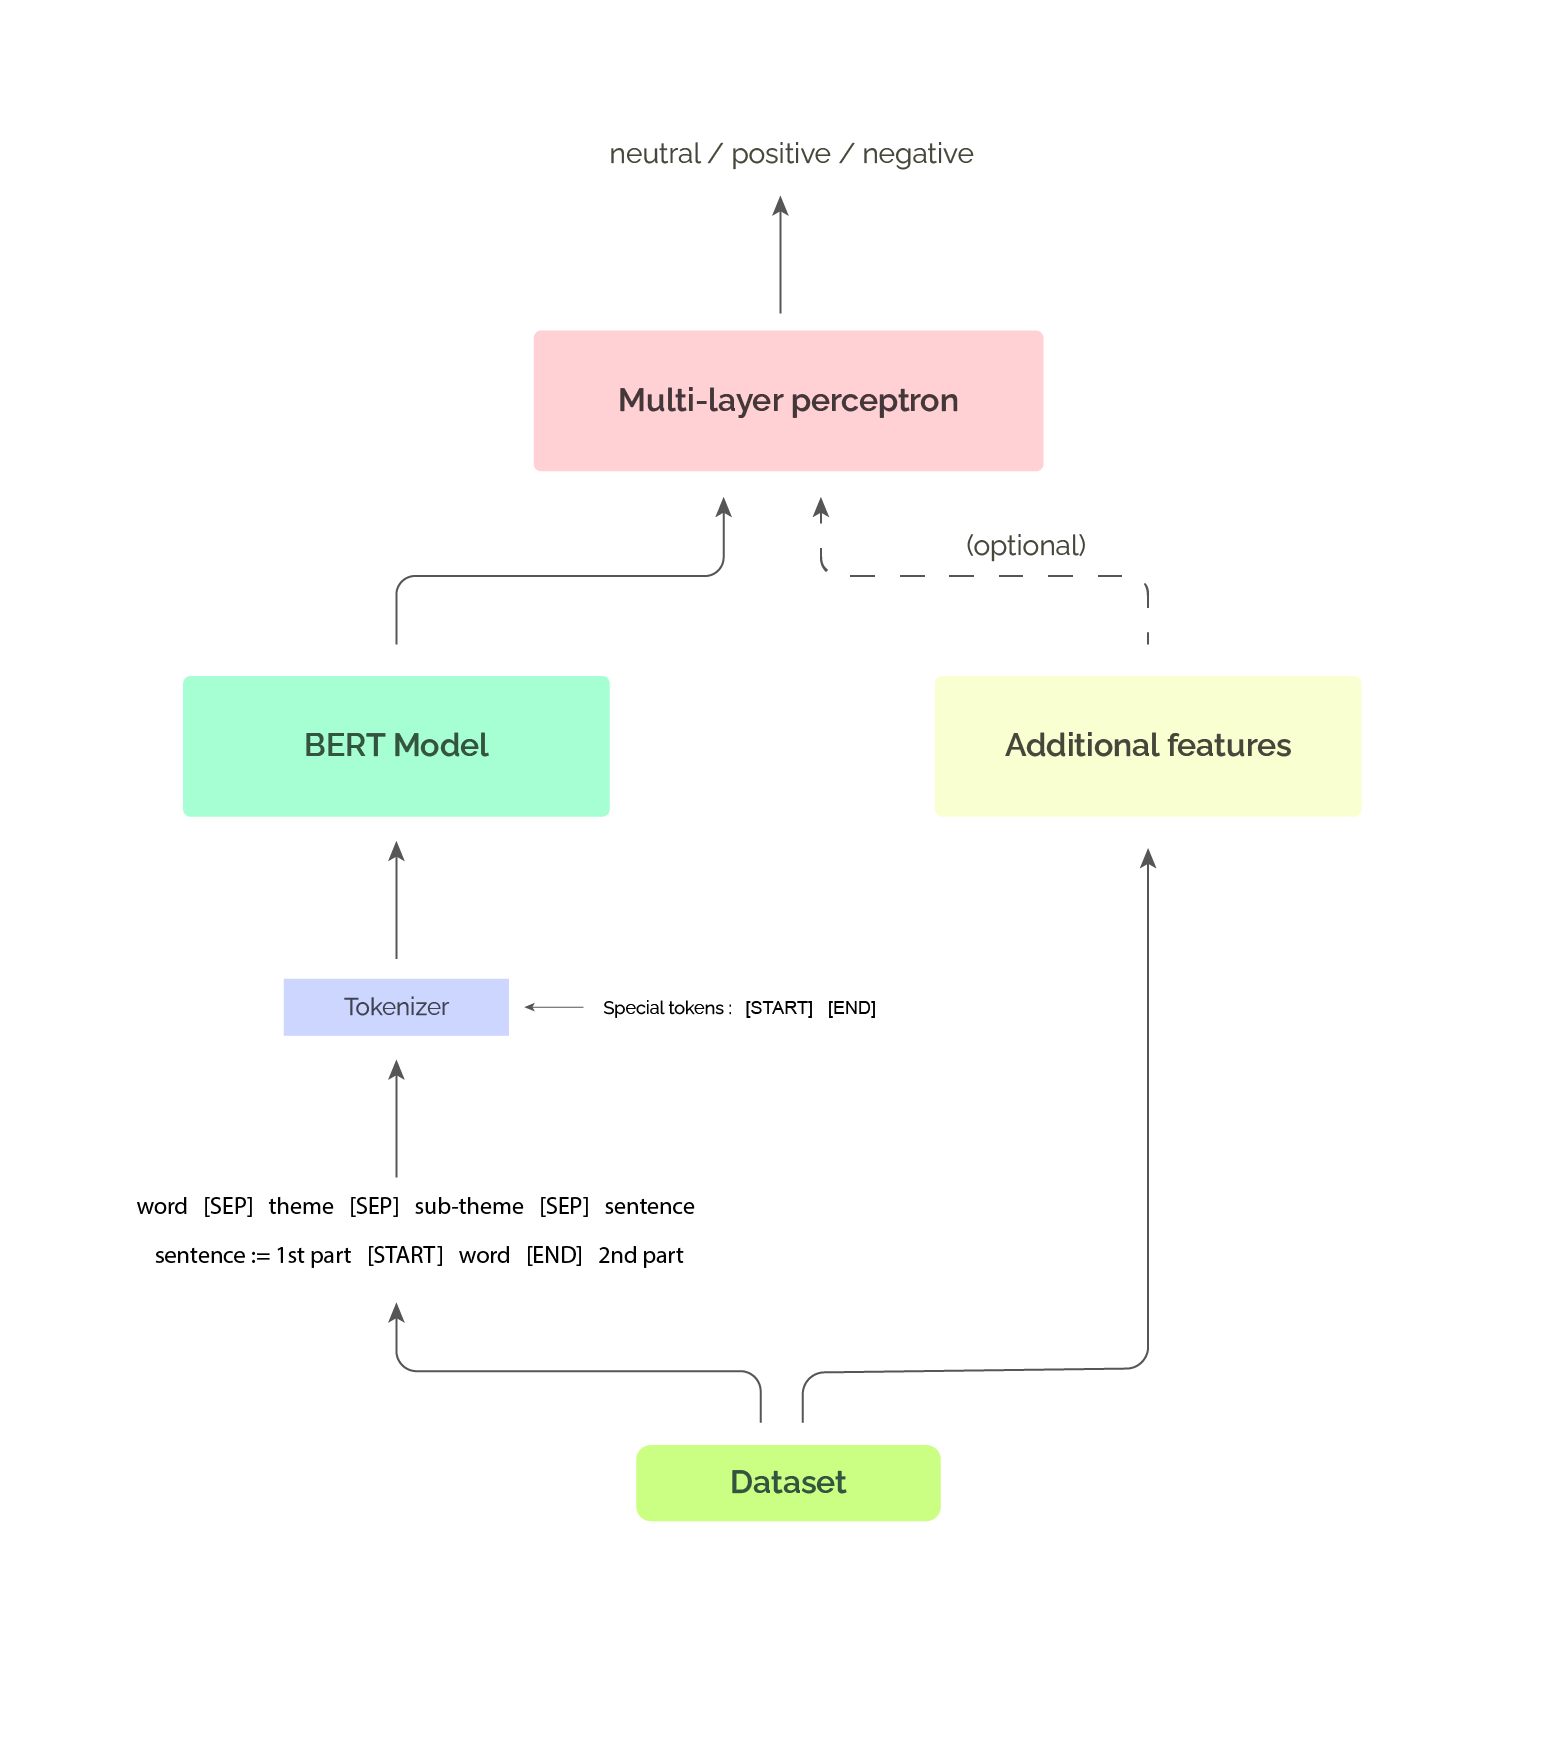 neutral / positive / negative
Multi-layer perceptron
(optional)
BERT Model
Additional features
Tokenizer
Special tokens : [START] [END]
word [SEP] theme [SEP] sub-theme [SEP] sentence
sentence := 1st part [START] word [END] 2nd part
Dataset